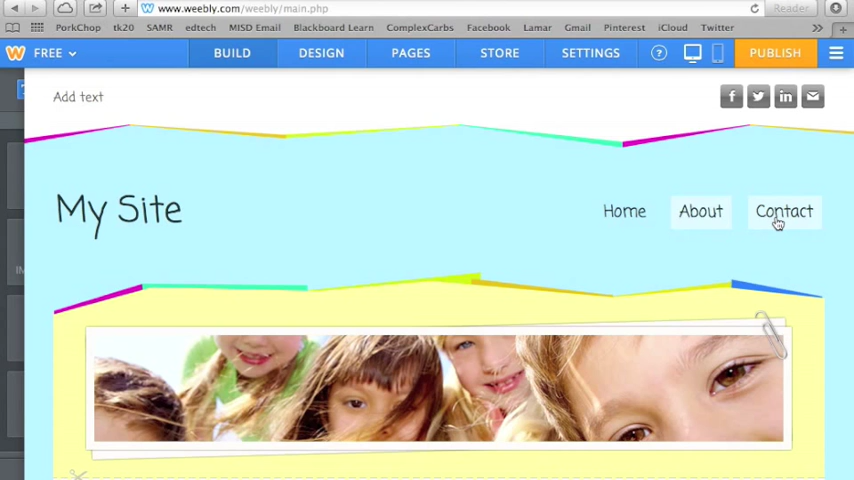 www.weebly.com/weebly/main.php Reader
PorkChop tk20 SAMR edtech MISD Email Blackboard Learn ComplexCarbs Facebook Lamar Gmail Pinterest iCloud Twitter
FREE BUILD DESIGN PAGES STORE SETTINGS ? PUBLISH
Add text
My Site
Home About Contact